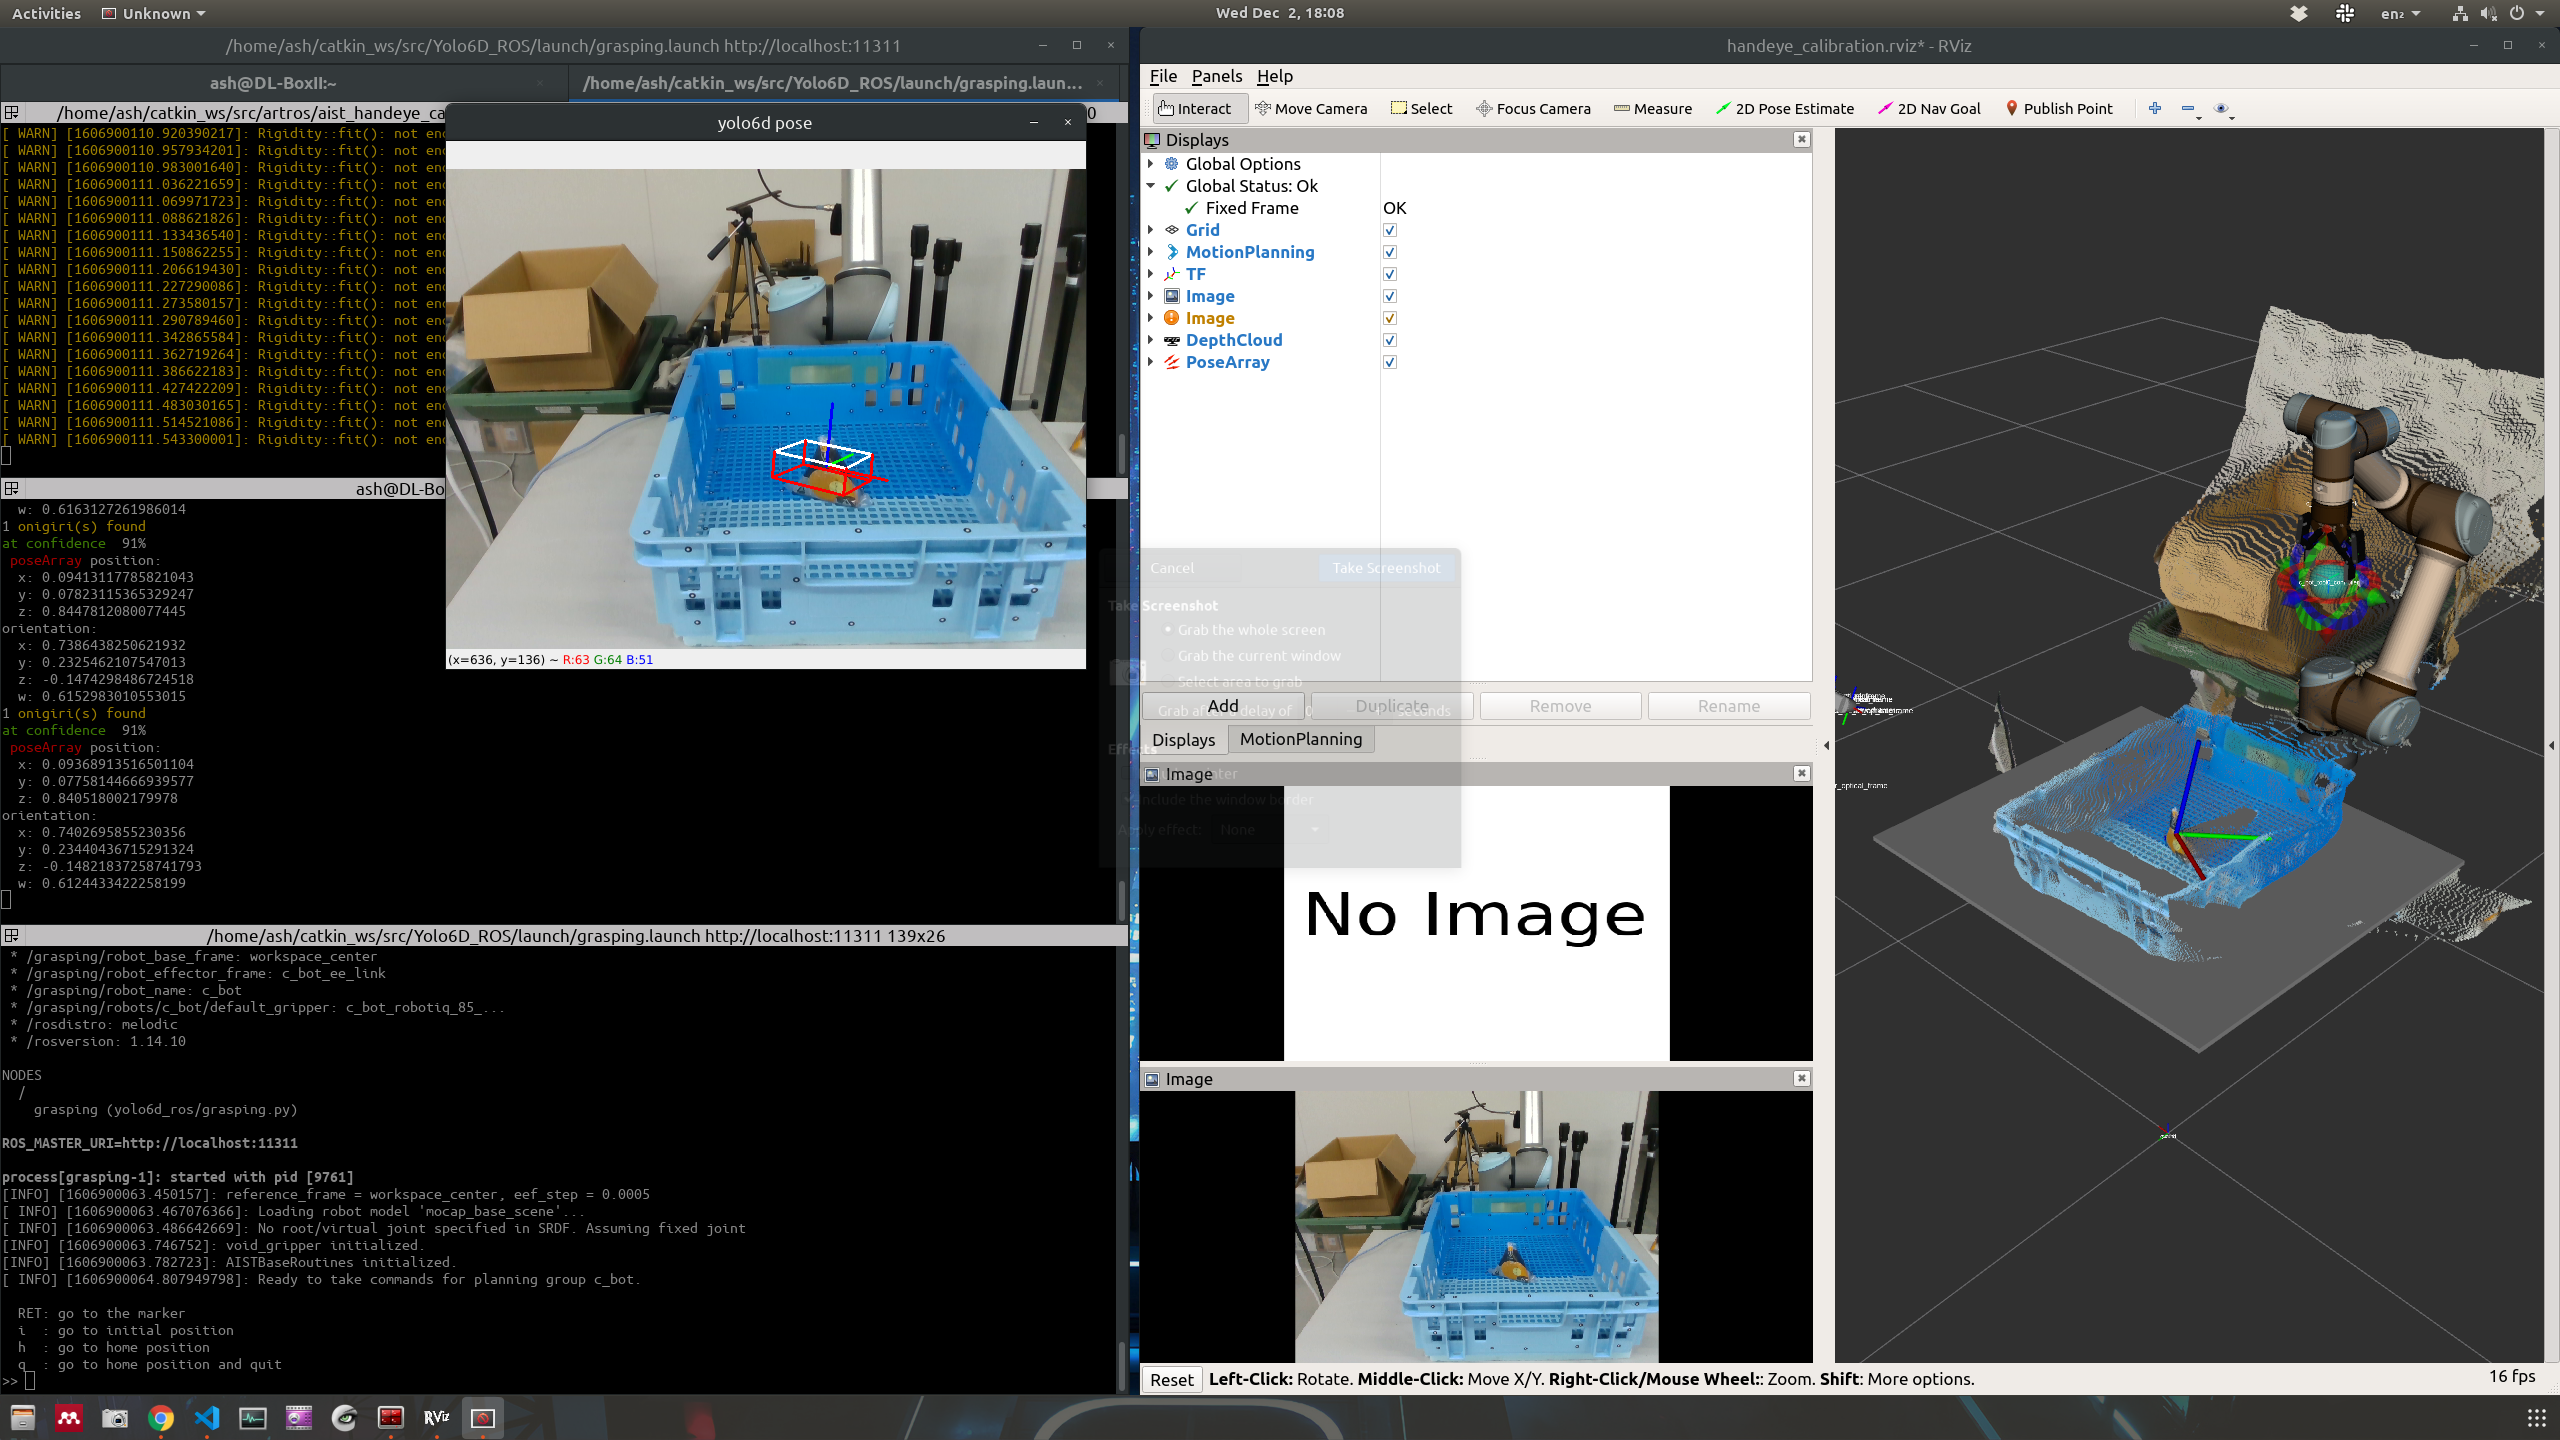 Activities
Unknown
Wed Dec 2, 18:08
en₂
/home/ash/catkin_ws/src/Yolo6D_ROS/launch/grasping.launch http://localhost:11311
ash@DL-BoxII:~
/home/ash/catkin_ws/src/Yolo6D_ROS/launch/grasping.laun…
/home/ash/catkin_ws/src/artros/aist_handeye_ca
0
[ WARN] [1606900110.920390217]: Rigidity::fit(): not enc
[ WARN] [1606900110.957934201]: Rigidity::fit(): not enc
[ WARN] [1606900110.983001640]: Rigidity::fit(): not enc
[ WARN] [1606900111.036221659]: Rigidity::fit(): not enc
[ WARN] [1606900111.069971723]: Rigidity::fit(): not enc
[ WARN] [1606900111.088621826]: Rigidity::fit(): not enc
[ WARN] [1606900111.133436540]: Rigidity::fit(): not enc
[ WARN] [1606900111.150862255]: Rigidity::fit(): not enc
[ WARN] [1606900111.206619430]: Rigidity::fit(): not enc
[ WARN] [1606900111.227290086]: Rigidity::fit(): not enc
[ WARN] [1606900111.273580157]: Rigidity::fit(): not enc
[ WARN] [1606900111.290789460]: Rigidity::fit(): not enc
[ WARN] [1606900111.342865584]: Rigidity::fit(): not enc
[ WARN] [1606900111.362719264]: Rigidity::fit(): not enc
[ WARN] [1606900111.386622183]: Rigidity::fit(): not enc
[ WARN] [1606900111.427422209]: Rigidity::fit(): not enc
[ WARN] [1606900111.483030165]: Rigidity::fit(): not enc
[ WARN] [1606900111.514521086]: Rigidity::fit(): not enc
[ WARN] [1606900111.543300001]: Rigidity::fit(): not enc
ash@DL-Bo
w: 0.6163127261986014
1 onigiri(s) found
at confidence  91%
poseArray position:
x: 0.09413117785821043
y: 0.07823115365329247
z: 0.8447812080077445
orientation:
x: 0.7386438250621932
y: 0.2325462107547013
z: -0.1474298486724518
w: 0.6152983010553015
1 onigiri(s) found
at confidence  91%
poseArray position:
x: 0.09368913516501104
y: 0.07758144666939577
z: 0.840518002179978
orientation:
x: 0.7402695855230356
y: 0.23440436715291324
z: -0.14821837258741793
w: 0.6124433422258199
/home/ash/catkin_ws/src/Yolo6D_ROS/launch/grasping.launch http://localhost:11311 139x26
* /grasping/robot_base_frame: workspace_center
* /grasping/robot_effector_frame: c_bot_ee_link
* /grasping/robot_name: c_bot
* /grasping/robots/c_bot/default_gripper: c_bot_robotiq_85_...
* /rosdistro: melodic
* /rosversion: 1.14.10
NODES
/
grasping (yolo6d_ros/grasping.py)
ROS_MASTER_URI=http://localhost:11311
process[grasping-1]: started with pid [9761]
[INFO] [1606900063.450157]: reference_frame = workspace_center, eef_step = 0.0005
[ INFO] [1606900063.467076366]: Loading robot model 'mocap_base_scene'...
[ INFO] [1606900063.486642669]: No root/virtual joint specified in SRDF. Assuming fixed joint
[INFO] [1606900063.746752]: void_gripper initialized.
[INFO] [1606900063.782723]: AISTBaseRoutines initialized.
[ INFO] [1606900064.807949798]: Ready to take commands for planning group c_bot.
RET: go to the marker
i  : go to initial position
h  : go to home position
q  : go to home position and quit
>>
yolo6d pose
(x=636, y=136) ~ R:63 G:64 B:51
handeye_calibration.rviz* - RViz
File Panels Help
Interact Move Camera Select Focus Camera Measure 2D Pose Estimate 2D Nav Goal Publish Point
Displays
Global Options
Global Status: Ok
Fixed Frame OK
Grid
MotionPlanning
TF
Image
Image
DepthCloud
PoseArray
Cancel Take Screenshot
Take Screenshot
Grab the whole screen
Grab the current window
Select area to grab
Grab after a delay of 0 seconds
Effects
Include the window border
Apply effect: None
Add Duplicate Remove Rename
Displays MotionPlanning
Image
No Image
Image
r_optical_frame
Reset Left-Click: Rotate. Middle-Click: Move X/Y. Right-Click/Mouse Wheel:: Zoom. Shift: More options.
16 fps
RViz